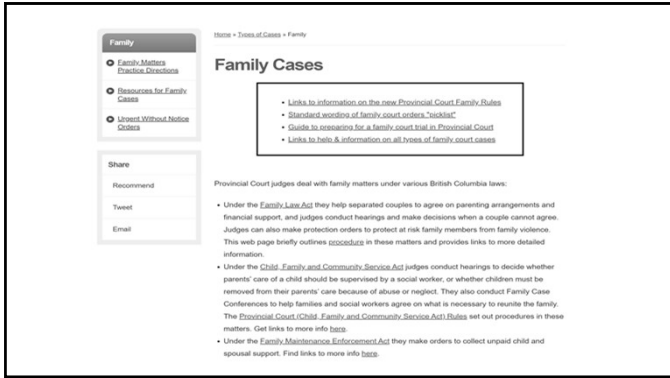 Home » Types of Cases » Family
Family
Family Matters
Practice Directions
Resources for Family
Cases
Urgent Without Notice
Orders
Share
Recommend
Tweet
Email
Family Cases
• Links to information on the new Provincial Court Family Rules
• Standard wording of family court orders "picklist"
• Guide to preparing for a family court trial in Provincial Court
• Links to help & information on all types of family court cases
Provincial Court judges deal with family matters under various British Columbia laws:
• Under the Family Law Act they help separated couples to agree on parenting arrangements and
financial support, and judges conduct hearings and make decisions when a couple cannot agree.
Judges can also make protection orders to protect at risk family members from family violence.
This web page briefly outlines procedure in these matters and provides links to more detailed
information.
• Under the Child, Family and Community Service Act judges conduct hearings to decide whether
parents' care of a child should be supervised by a social worker, or whether children must be
removed from their parents' care because of abuse or neglect. They also conduct Family Case
Conferences to help families and social workers agree on what is necessary to reunite the family.
The Provincial Court (Child, Family and Community Service Act) Rules set out procedures in these
matters. Get links to more info here.
• Under the Family Maintenance Enforcement Act they make orders to collect unpaid child and
spousal support. Find links to more info here.